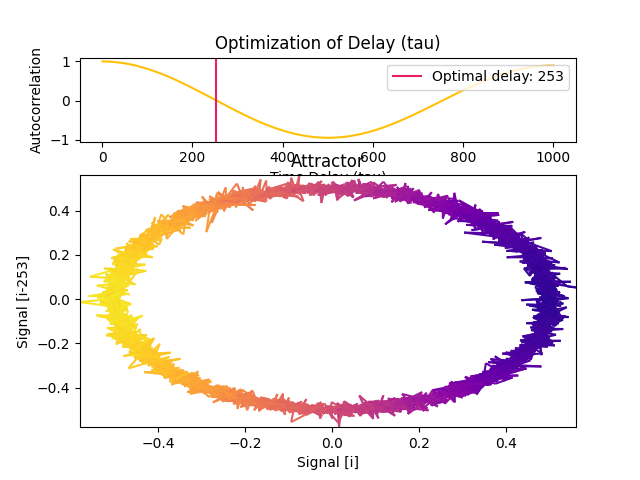 Optimization of Delay (tau)
Autocorrelation
1
0
−1
Optimal delay: 253
0
200
400
600
800
1000
Time Delay (tau)
Attractor
Signal [i-253]
0.4
0.2
0.0
−0.2
−0.4
−0.4
−0.2
0.0
0.2
0.4
Signal [i]